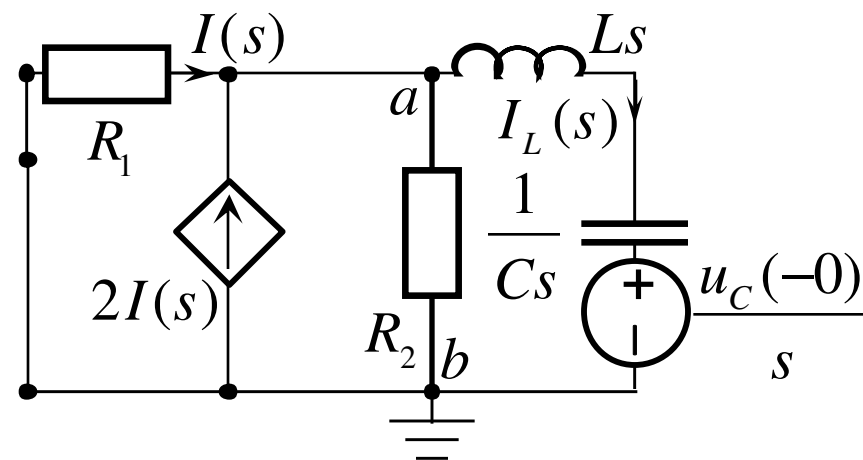 I(s)
Ls
a
R₁
I_L(s)
1
Cs
+
u_C(−0)
s
2I(s)
R₂
b
−